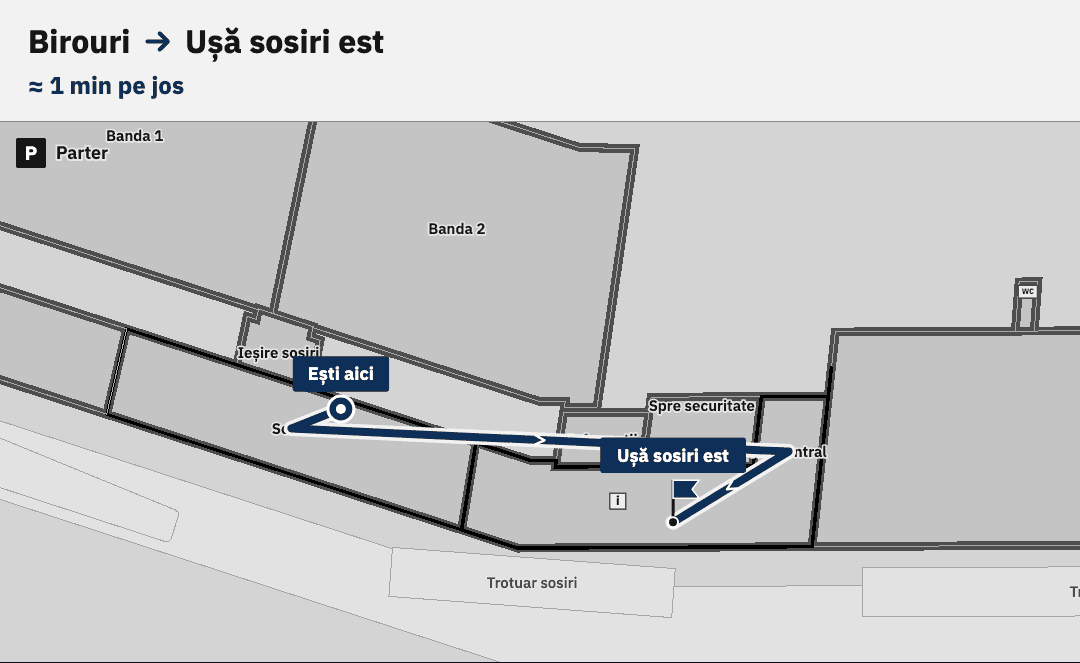 Birouri → Ușă sosiri est
≈ 1 min pe jos
Banda 1
P Parter
Banda 2
WC
Ieșire sosiri
Ești aici
Spre securitate
Ușă sosiri est
i
Trotuar sosiri